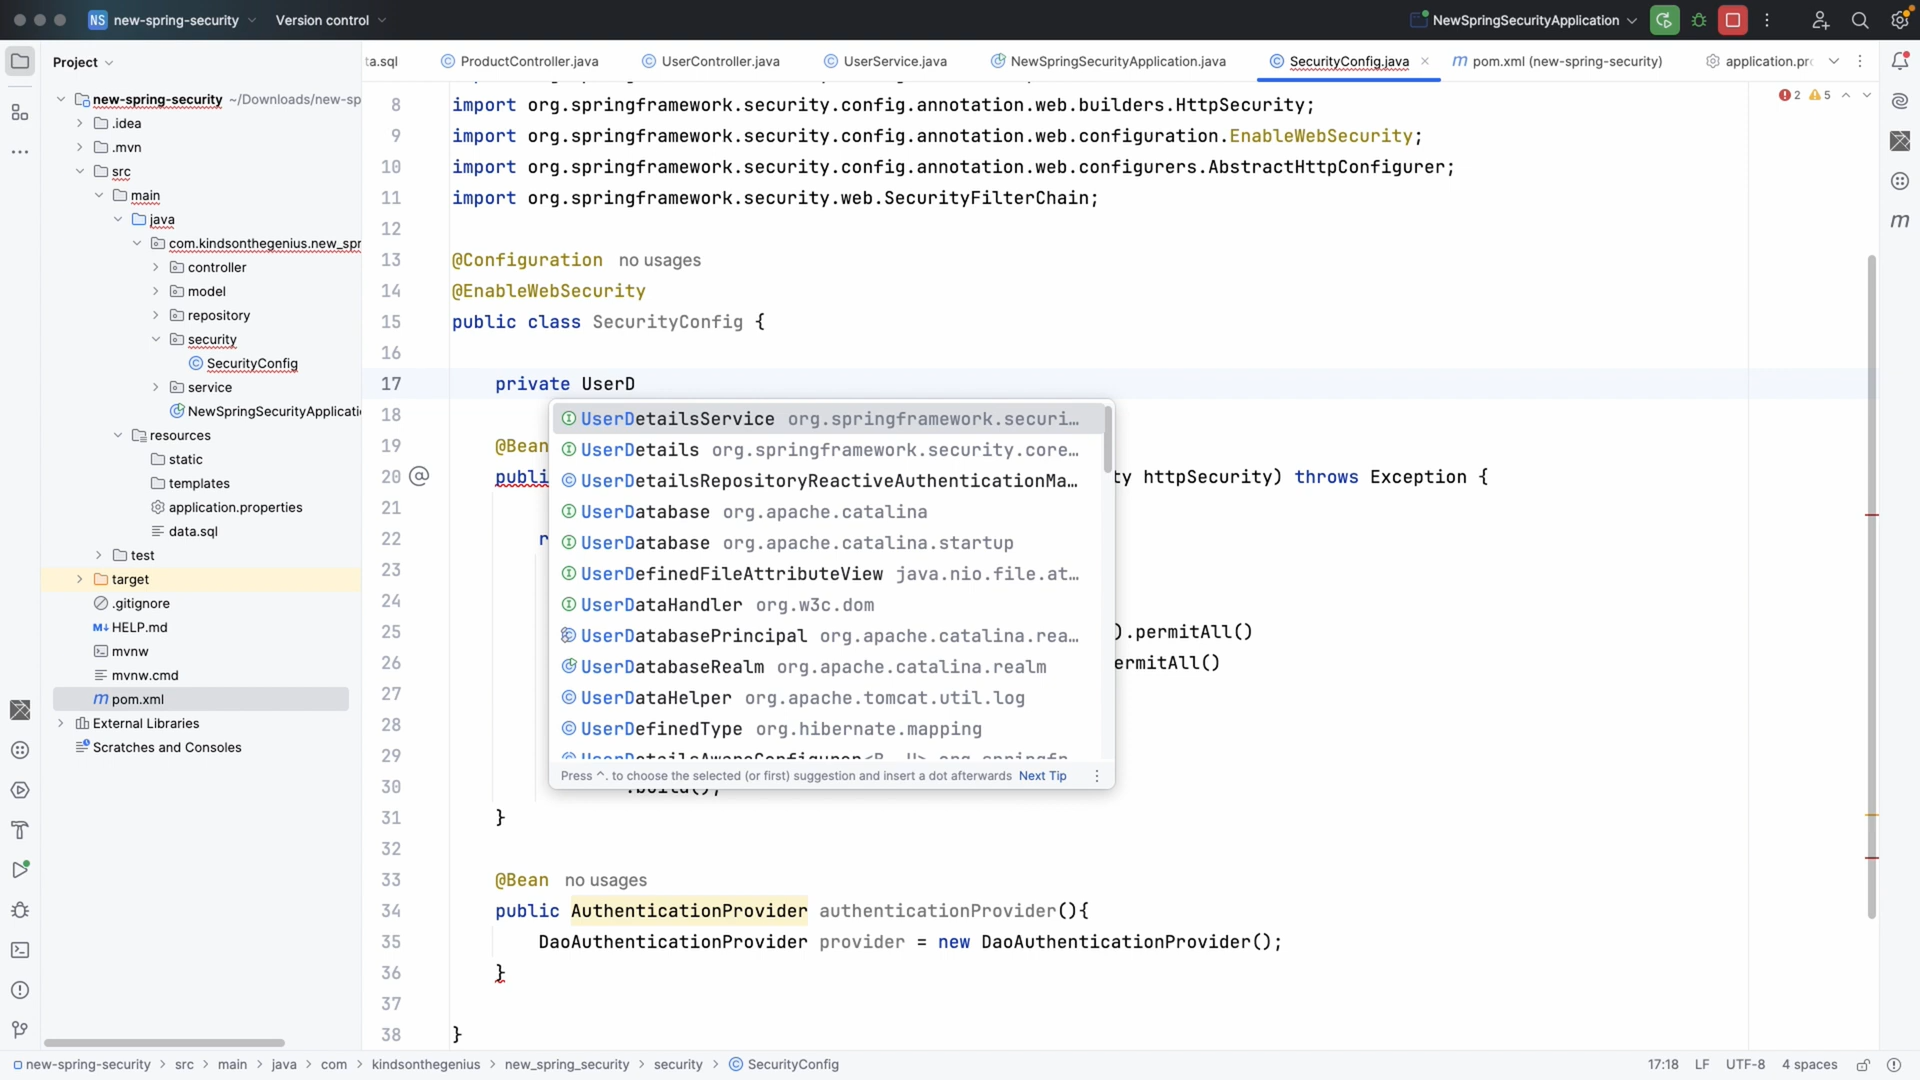 NS new-spring-security Version control NewSpringSecurityApplication
Project
ta.sql ProductController.java UserController.java UserService.java NewSpringSecurityApplication.java SecurityConfig.java pom.xml (new-spring-security) application.pr
new-spring-security ~/Downloads/new-sp
.idea
.mvn
src
main
java
com.kindsonthegenius.new_spr
controller
model
repository
security
SecurityConfig
service
NewSpringSecurityApplicati
resources
static
templates
application.properties
data.sql
test
target
.gitignore
HELP.md
mvnw
mvnw.cmd
pom.xml
External Libraries
Scratches and Consoles
2 5
8 import org.springframework.security.config.annotation.web.builders.HttpSecurity;
9 import org.springframework.security.config.annotation.web.configuration.EnableWebSecurity;
10 import org.springframework.security.config.annotation.web.configurers.AbstractHttpConfigurer;
11 import org.springframework.security.web.SecurityFilterChain;
12
13 @Configuration no usages
14 @EnableWebSecurity
15 public class SecurityConfig {
16
17 private UserD
18
19 @Bean
20 publi ty httpSecurity) throws Exception {
21
22 r
23
24
25 ).permitAll()
26 ermitAll()
27
28
29
30 .build();
31 }
32
33 @Bean no usages
34 public AuthenticationProvider authenticationProvider(){
35 DaoAuthenticationProvider provider = new DaoAuthenticationProvider();
36 }
37
38 }
UserDetailsService org.springframework.securi…
UserDetails org.springframework.security.core…
UserDetailsRepositoryReactiveAuthenticationMa…
UserDatabase org.apache.catalina
UserDatabase org.apache.catalina.startup
UserDefinedFileAttributeView java.nio.file.at…
UserDataHandler org.w3c.dom
UserDatabasePrincipal org.apache.catalina.rea…
UserDatabaseRealm org.apache.catalina.realm
UserDataHelper org.apache.tomcat.util.log
UserDefinedType org.hibernate.mapping
Press ^. to choose the selected (or first) suggestion and insert a dot afterwards Next Tip
new-spring-security > src > main > java > com > kindsonthegenius > new_spring_security > security > SecurityConfig 17:18 LF UTF-8 4 spaces